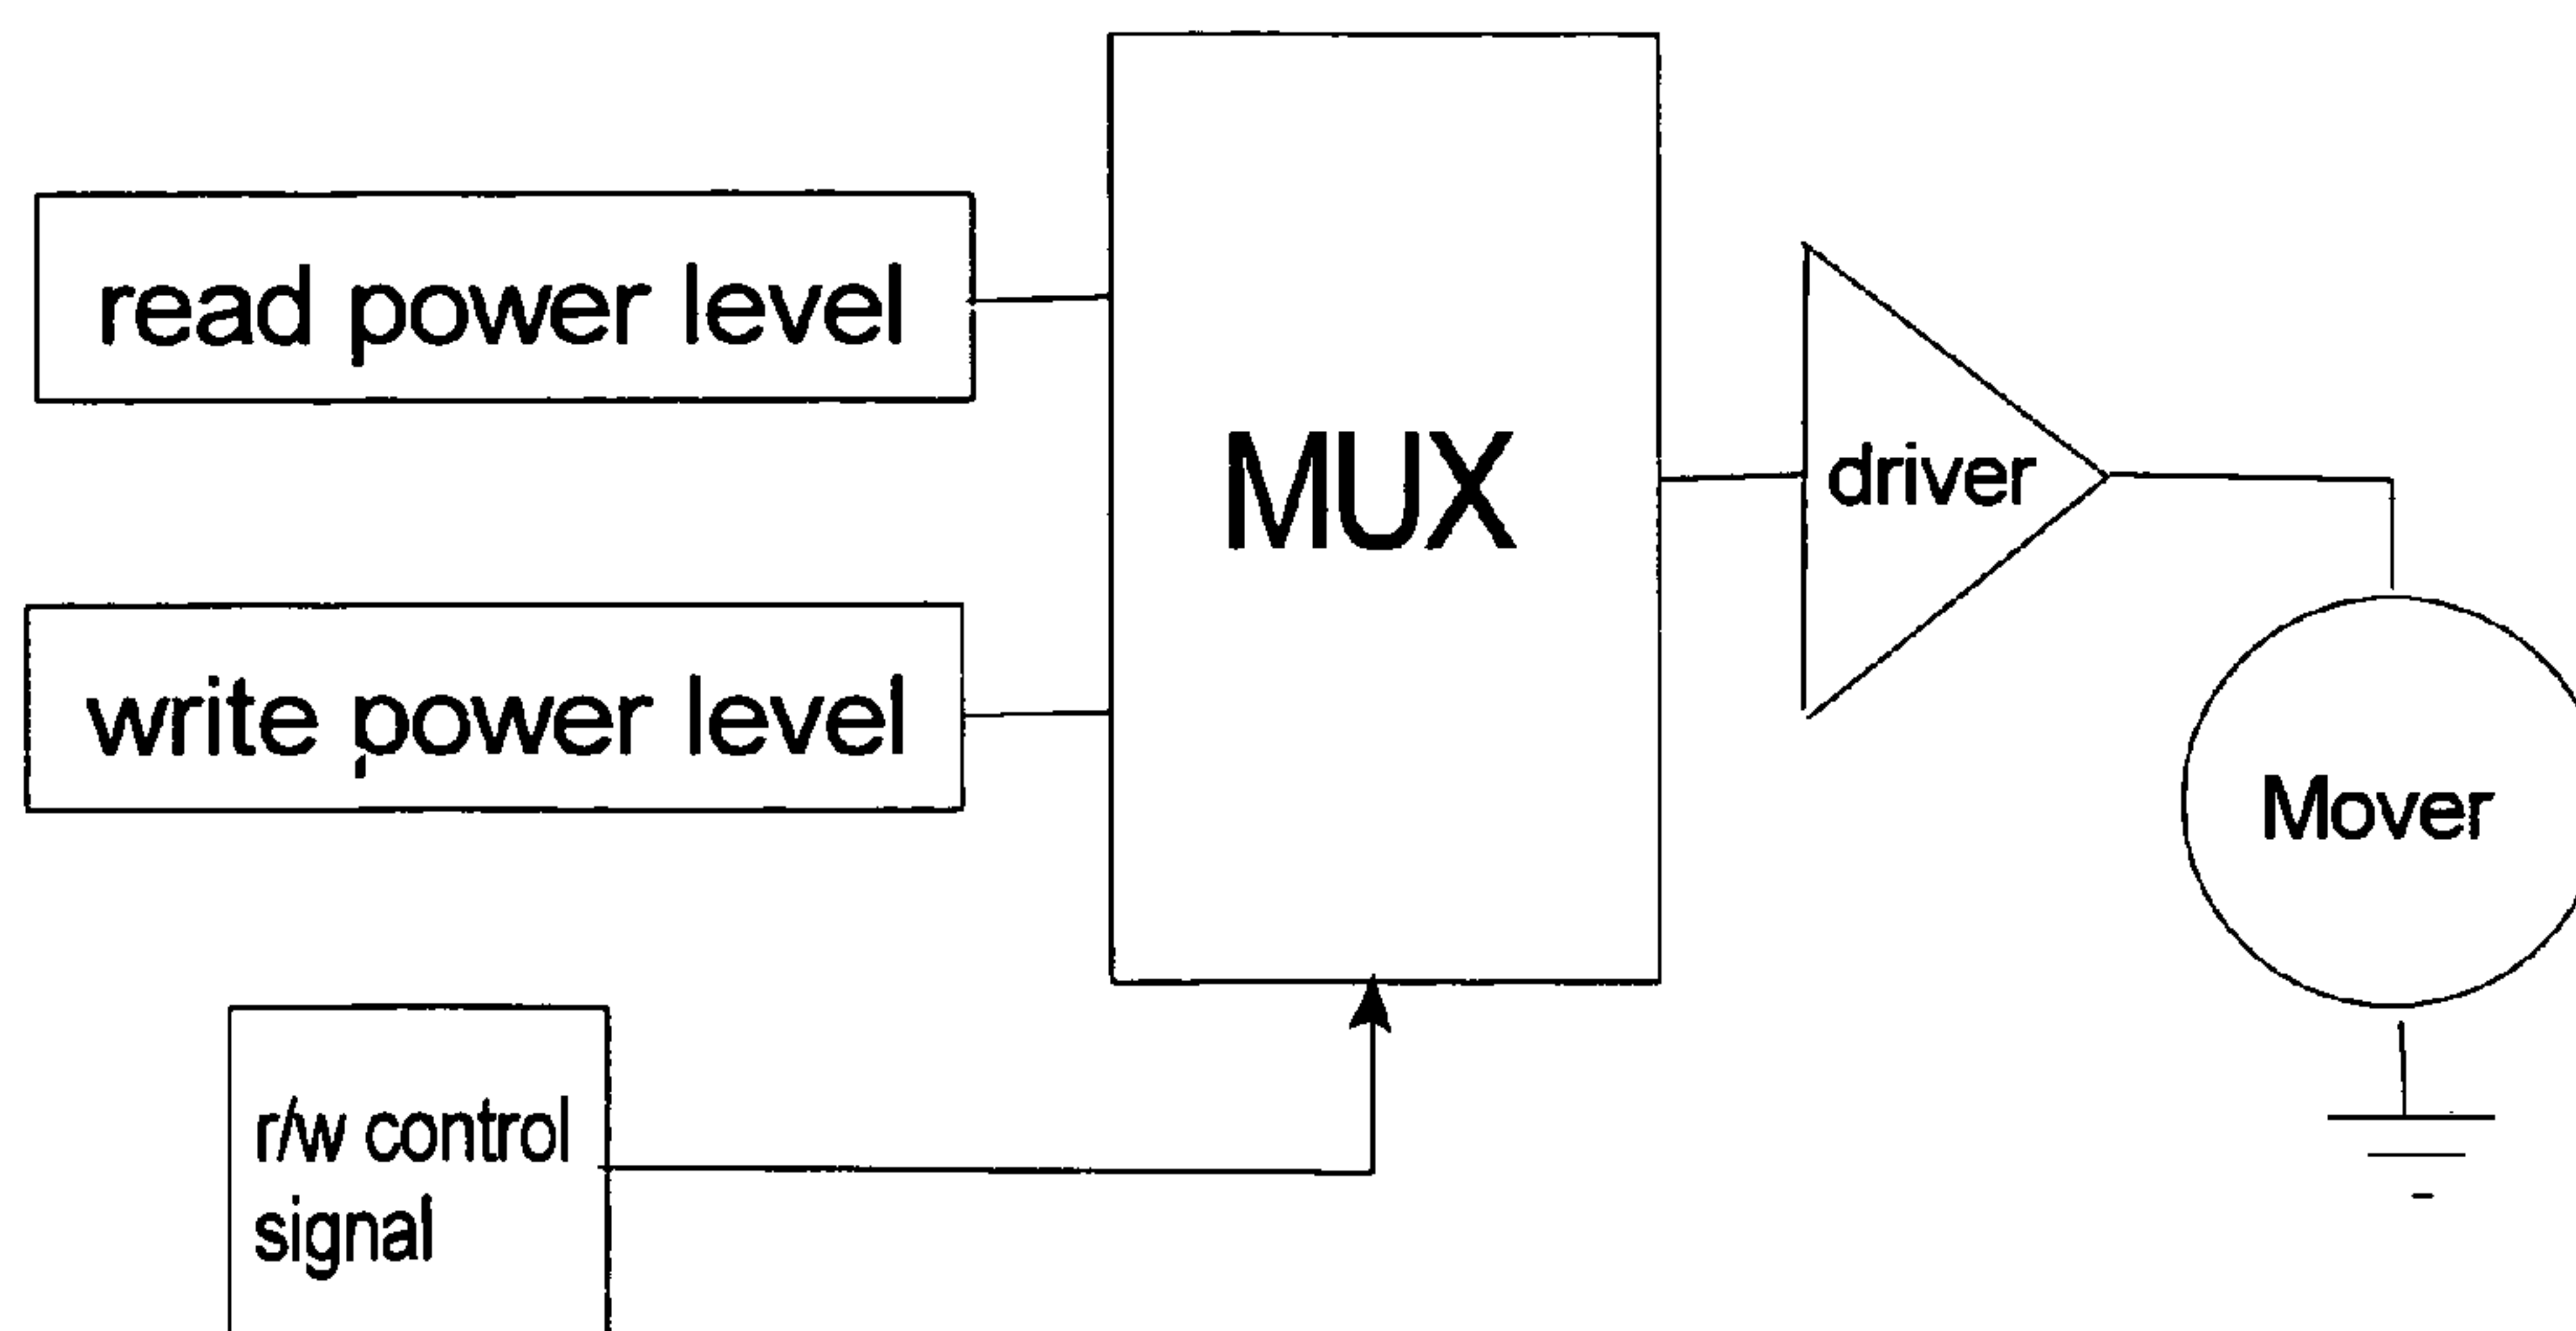 read power level
MUX
driver
write power level
Mover
r/w control
signal